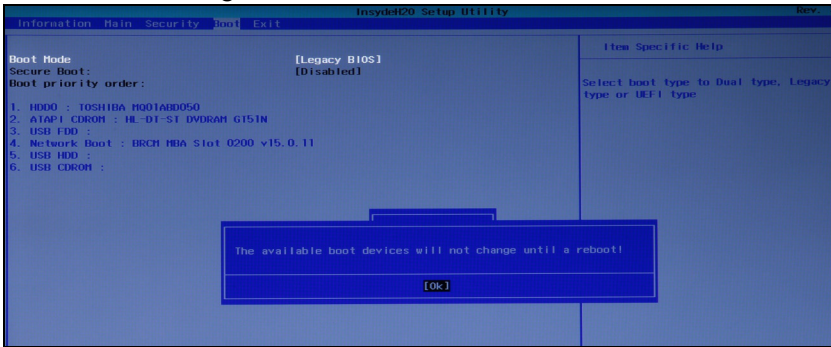 InsydeH20 Setup Utility
Rev.
Information Main Security Boot Exit
Item Specific Help
Boot Mode [Legacy BIOS]
Secure Boot: [Disabled]
Boot priority order:
Select boot type to Dual type, Legacy
type or UEFI type
1. HDD0 : TOSHIBA MQ01ABD050
2. ATAPI CDROM : HL-DT-ST DVDRAM G151N
3. USB FDD :
4. Network Boot : BRCM MBA Slot 0200 v15.0.11
5. USB HDD :
6. USB CDROM :
The available boot devices will not change until a reboot!
[Ok]